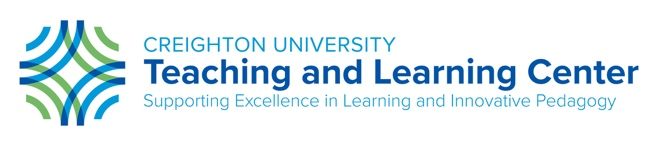 CREIGHTON UNIVERSITY
Teaching and Learning Center
Supporting Excellence in Learning and Innovative Pedagogy